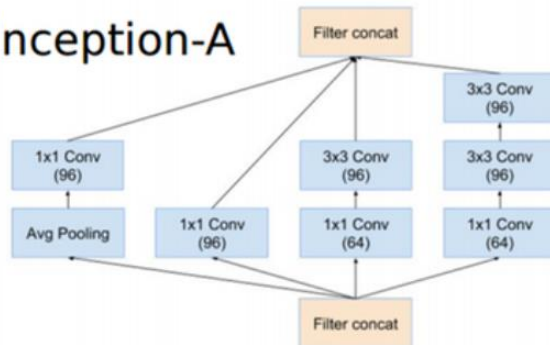 nception-A
Filter concat
3x3 Conv
(96)
1x1 Conv
(96)
3x3 Conv
(96)
3x3 Conv
(96)
Avg Pooling
1x1 Conv
(96)
1x1 Conv
(64)
1x1 Conv
(64)
Filter concat